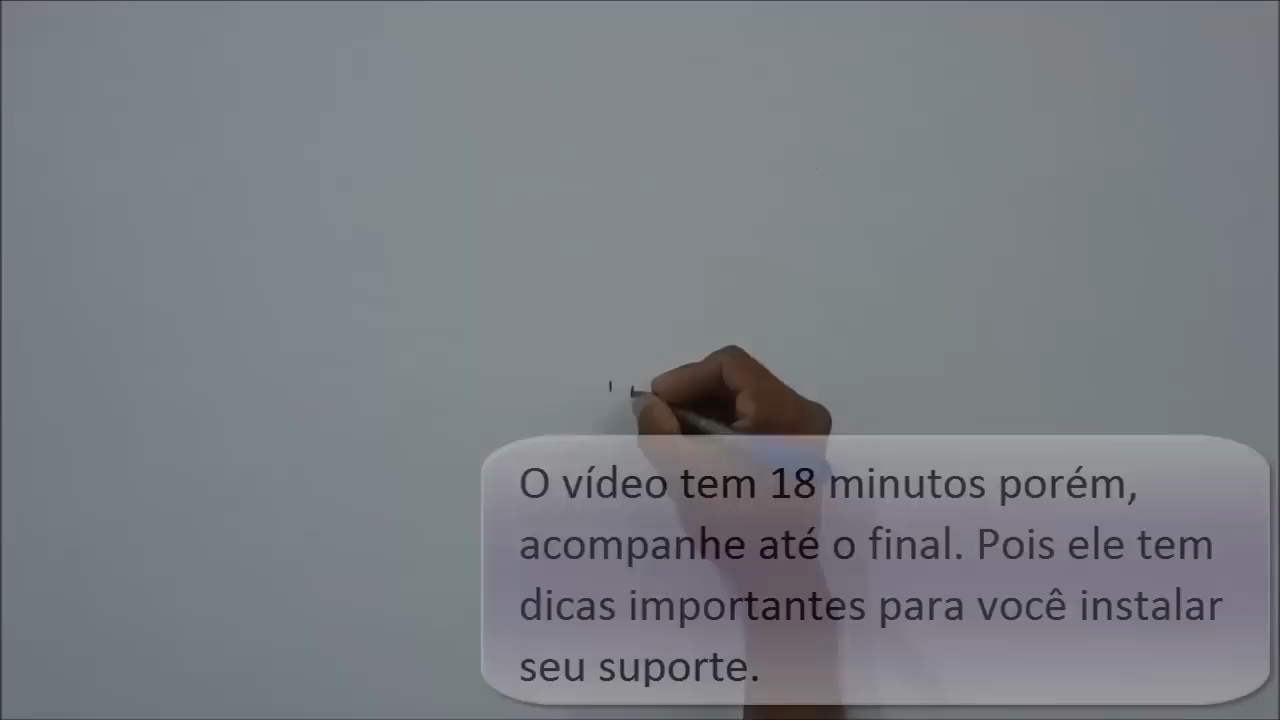 O vídeo tem 18 minutos porém,
acompanhe até o final. Pois ele tem
dicas importantes para você instalar
seu suporte.